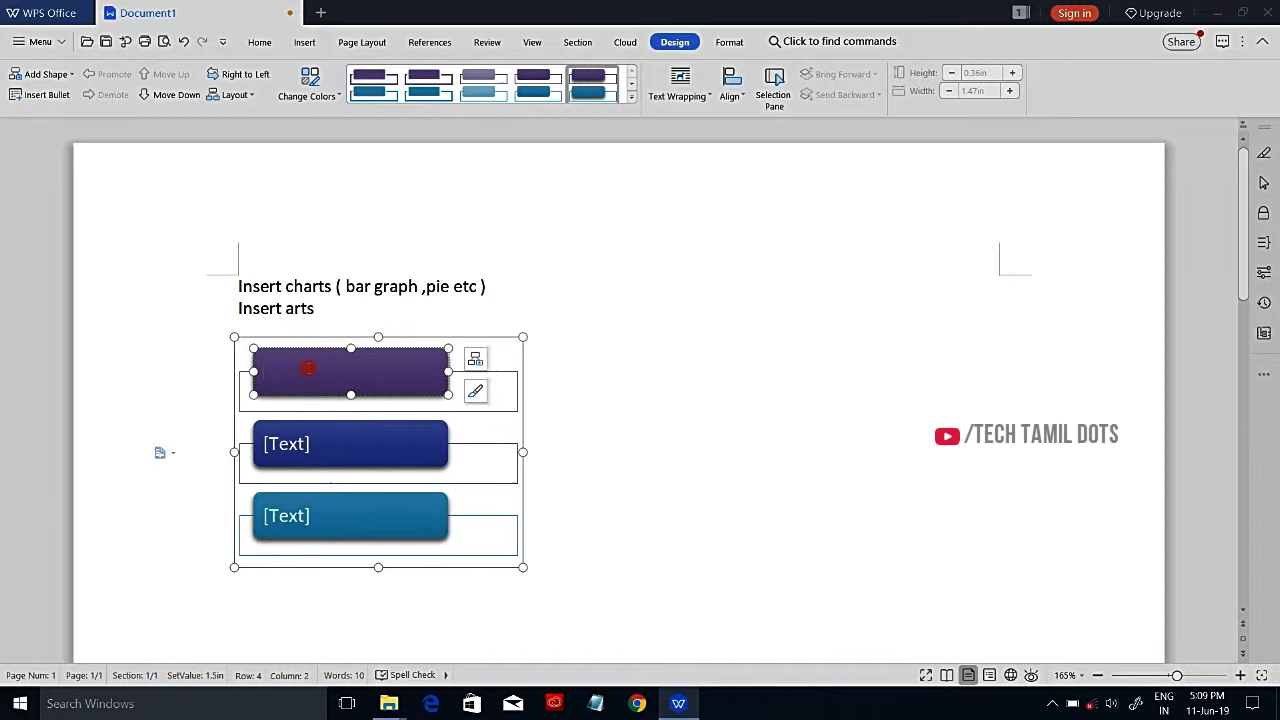 WPS Office
Document1
Sign in
Upgrade
Menu
Home
Insert
Page Layout
References
Review
View
Section
Cloud
Design
Format
Click to find commands
Share
Add Shape
Promote
Move Up
Right to Left
Insert Bullet
Demote
Move Down
Layout
Change Colors
Text Wrapping
Align
Selection Pane
Bring Forward
Send Backward
Height: 0.36in
Width: 1.47in
Insert charts ( bar graph ,pie etc )
Insert arts
[Text]
[Text]
/TECH TAMIL DOTS
Page Num: 1 Page: 1/1 Section: 1/1 SetValue: 1.5in Row: 4 Column: 2 Words: 10 Spell Check
165%
Search Windows
ENG
IN
5:09 PM
11-Jun-19